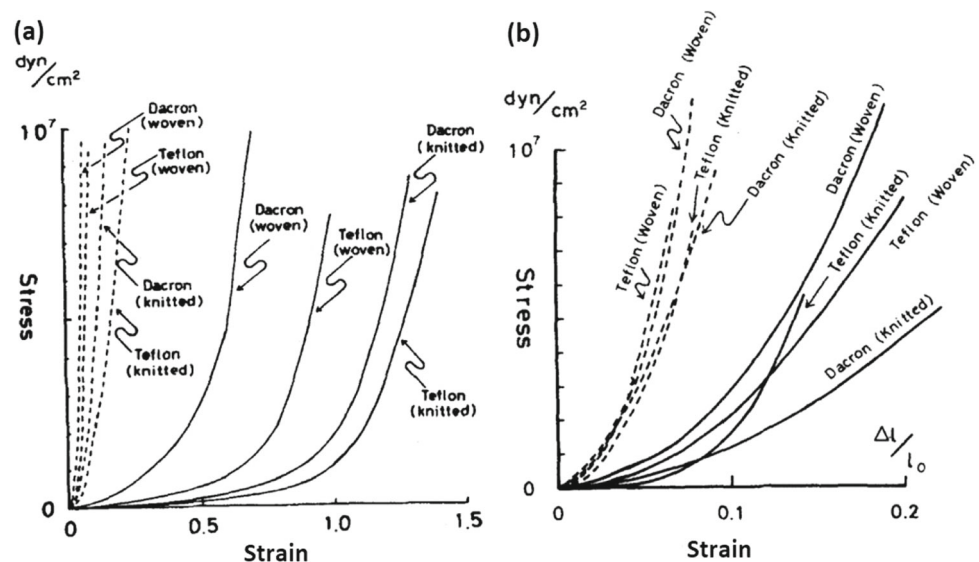 (a)
dyn/cm²
10⁷
Dacron
(woven)
Teflon
(woven)
Dacron
(knitted)
Teflon
(knitted)
Dacron
(woven)
Teflon
(woven)
Dacron
(knitted)
Teflon
(knitted)
Stress
0
0
0.5
1.0
1.5
Strain
(b)
dyn/cm²
10⁷
Dacron (Woven)
Teflon (Knitted)
Dacron (Knitted)
Teflon (Woven)
Dacron (Woven)
Teflon (Knitted)
Teflon (Woven)
Dacron (Knitted)
Δl/l₀
Stress
0
0
0.1
0.2
Strain